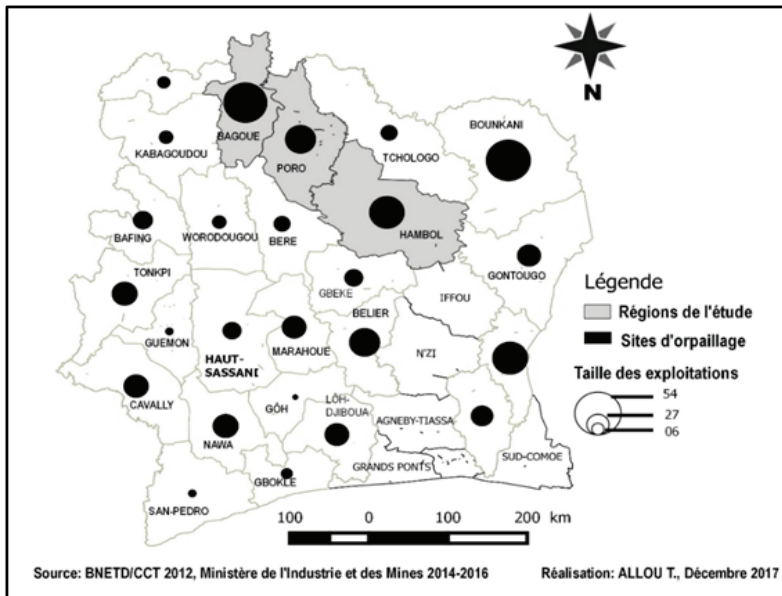 N
BOUNKANI
BAGOUE
KABAGOUDOU
TCHOLOGO
PORO
HAMBOL
BAFING
WORODOUGOU
BERE
GONTOUGO
TONKPI
GBEKE
IFFOU
Légende
Régions de l'étude
Sites d'orpaillage
BELIER
GUEMON
HAUT-
SASSANI
MARAHOUE
N'ZI
Taille des exploitations
54
27
06
CAVALLY
GÔH
LÔH-
DJIBOUA
AGNEBY-TIASSA
NAWA
SUD-COMOE
GRANDS PONTS
GBOKLE
SAN-PEDRO
100 0 100 200 km
Source: BNETD/CCT 2012, Ministère de l'Industrie et des Mines 2014-2016 Réalisation: ALLOU T., Décembre 2017